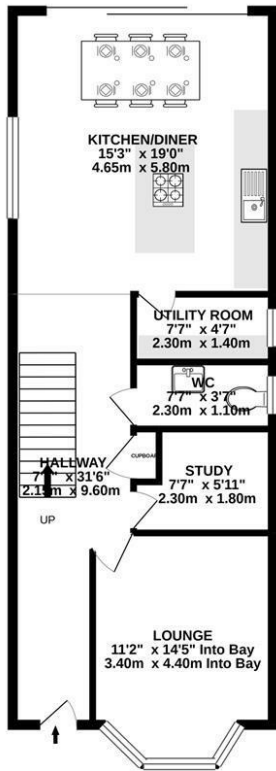 KITCHEN/DINER
15'3" x 19'0"
4.65m x 5.80m
UTILITY ROOM
7'7" x 4'7"
2.30m x 1.40m
WC
7'7" x 3'7"
2.30m x 1.10m
HALLWAY
x 31'6"
2.15m x 9.60m
UP
STUDY
7'7" x 5'11"
2.30m x 1.80m
LOUNGE
11'2" x 14'5" Into Bay
3.40m x 4.40m Into Bay